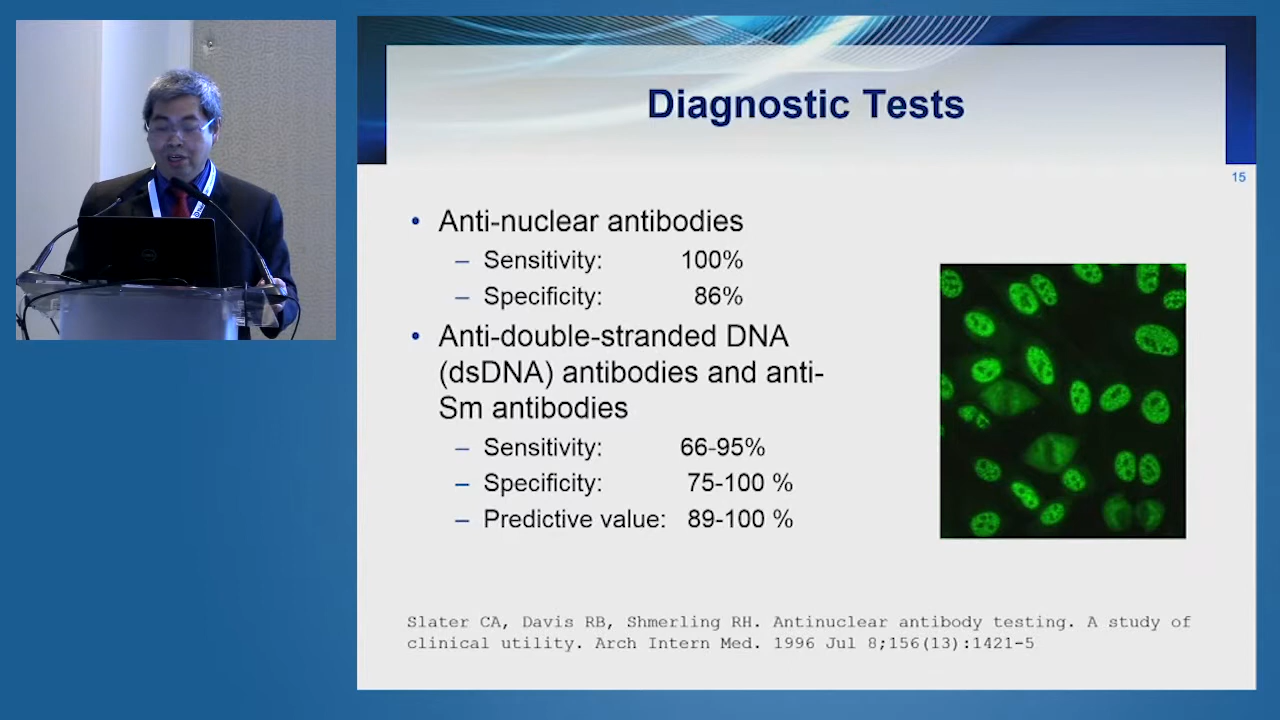 Diagnostic Tests
15
• Anti-nuclear antibodies
– Sensitivity: 100%
– Specificity: 86%
• Anti-double-stranded DNA
(dsDNA) antibodies and anti-
Sm antibodies
– Sensitivity: 66-95%
– Specificity: 75-100 %
– Predictive value: 89-100 %
Slater CA, Davis RB, Shmerling RH. Antinuclear antibody testing. A study of
clinical utility. Arch Intern Med. 1996 Jul 8;156(13):1421-5